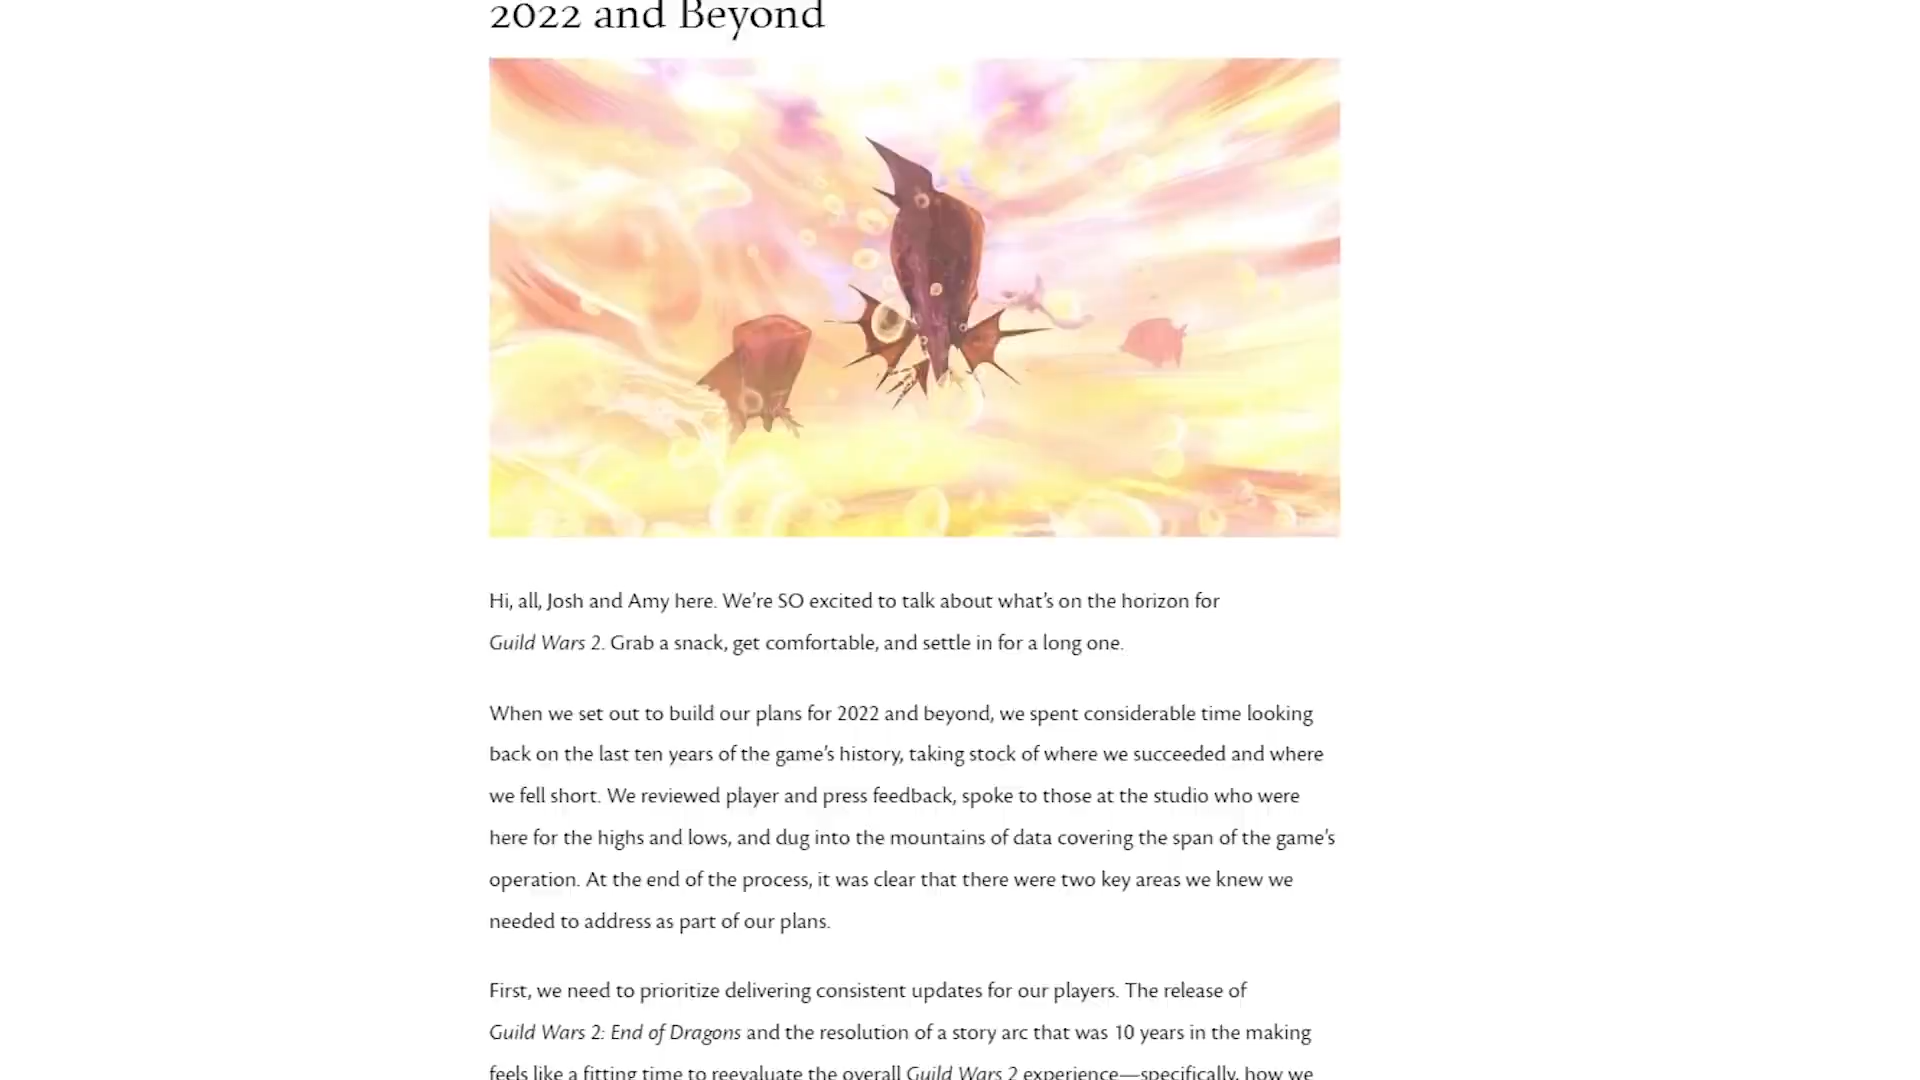 2022 and Beyond
Hi, all, Josh and Amy here. We’re SO excited to talk about what’s on the horizon for
Guild Wars 2. Grab a snack, get comfortable, and settle in for a long one.
When we set out to build our plans for 2022 and beyond, we spent considerable time looking
back on the last ten years of the game’s history, taking stock of where we succeeded and where
we fell short. We reviewed player and press feedback, spoke to those at the studio who were
here for the highs and lows, and dug into the mountains of data covering the span of the game’s
operation. At the end of the process, it was clear that there were two key areas we knew we
needed to address as part of our plans.
First, we need to prioritize delivering consistent updates for our players. The release of
Guild Wars 2: End of Dragons and the resolution of a story arc that was 10 years in the making
feels like a fitting time to reevaluate the overall Guild Wars 2 experience—specifically, how we